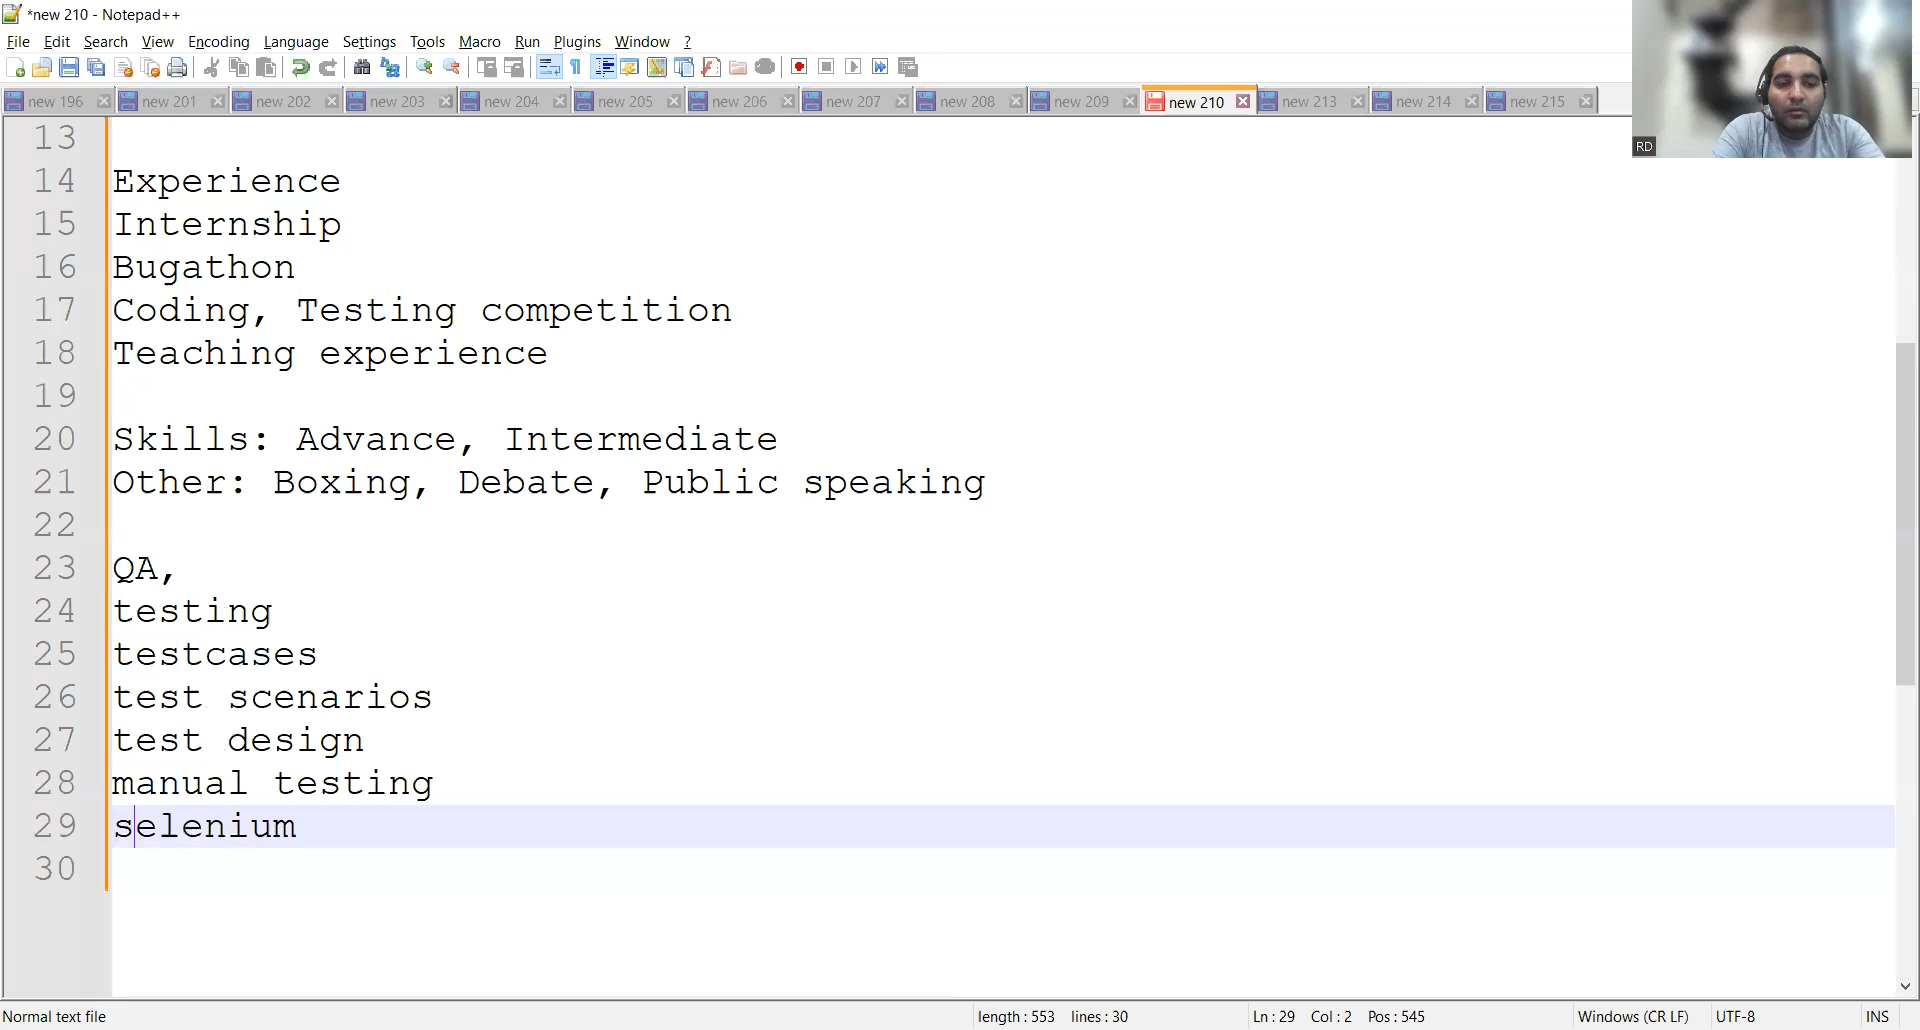 *new 210 - Notepad++
File Edit Search View Encoding Language Settings Tools Macro Run Plugins Window ?
new 196 new 201 new 202 new 203 new 204 new 205 new 206 new 207 new 208 new 209 new 210 new 213 new 214 new 215
RD
13
14 Experience
15 Internship
16 Bugathon
17 Coding, Testing competition
18 Teaching experience
19
20 Skills: Advance, Intermediate
21 Other: Boxing, Debate, Public speaking
22
23 QA,
24 testing
25 testcases
26 test scenarios
27 test design
28 manual testing
29 selenium
30
Normal text file length : 553 lines : 30 Ln : 29 Col : 2 Pos : 545 Windows (CR LF) UTF-8 INS